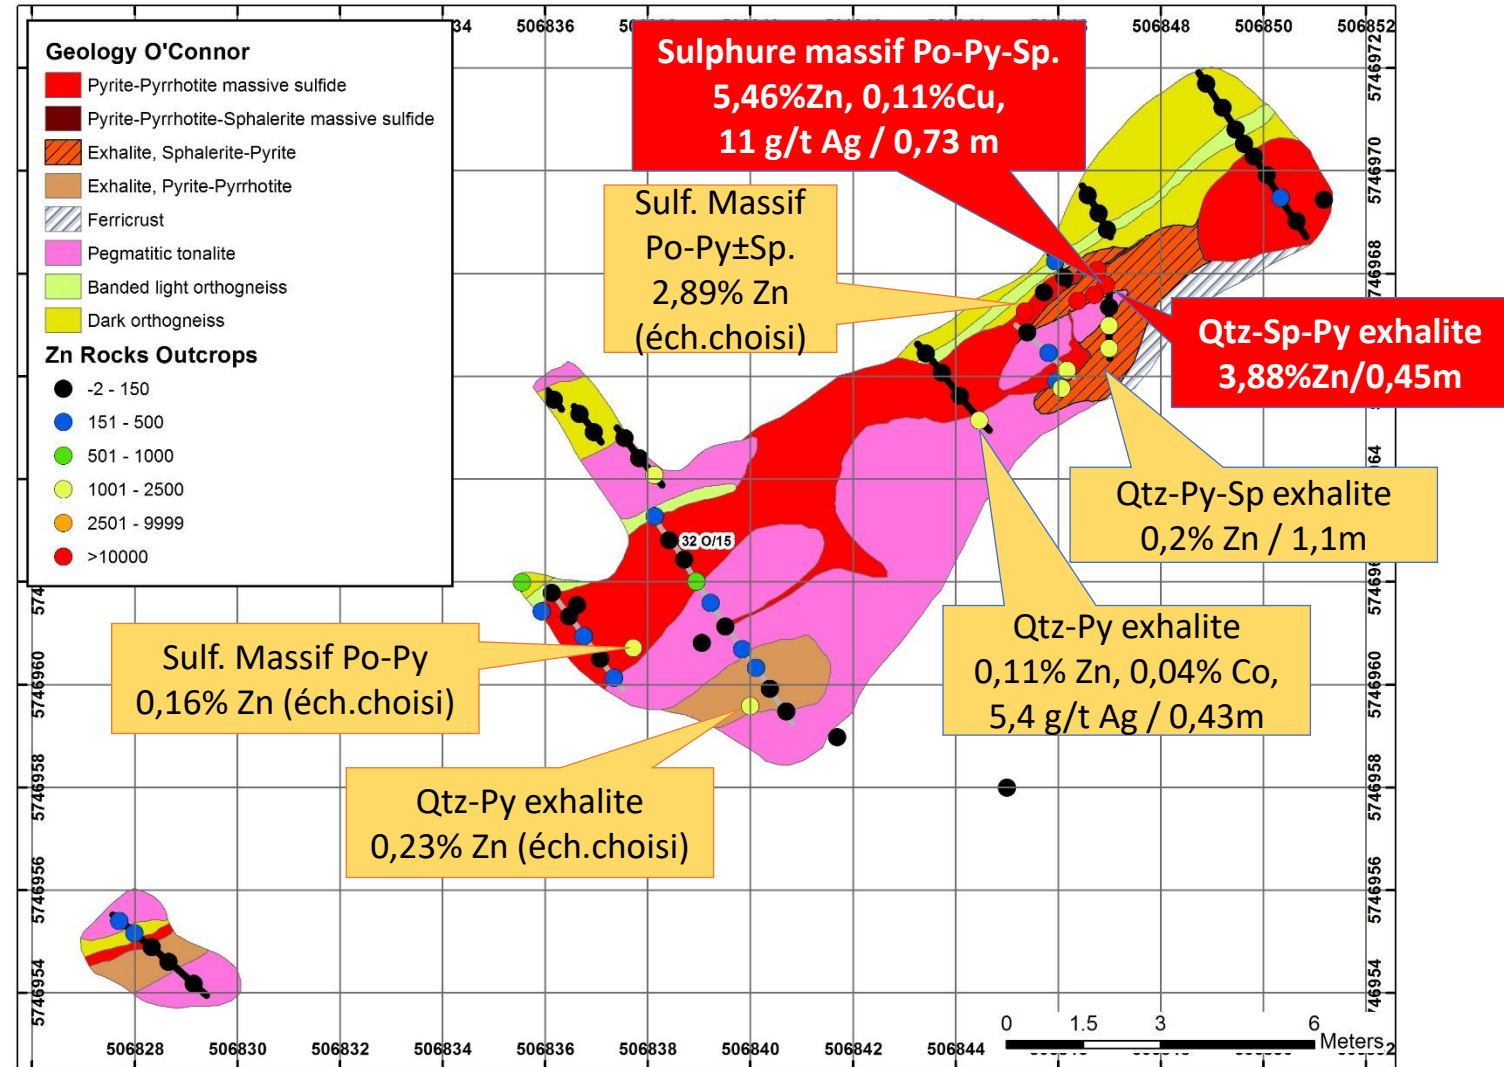 34
506836
506848
506850
506852
Geology O'Connor
Pyrite-Pyrrhotite massive sulfide
Pyrite-Pyrrhotite-Sphalerite massive sulfide
Exhalite, Sphalerite-Pyrite
Exhalite, Pyrite-Pyrrhotite
Ferricrust
Pegmatitic tonalite
Banded light orthogneiss
Dark orthogneiss
Zn Rocks Outcrops
-2 - 150
151 - 500
501 - 1000
1001 - 2500
2501 - 9999
>10000
Sulphure massif Po-Py-Sp.
5,46%Zn, 0,11%Cu,
11 g/t Ag / 0,73 m
Sulf. Massif
Po-Py±Sp.
2,89% Zn
(éch.choisi)
Qtz-Sp-Py exhalite
3,88%Zn/0,45m
Qtz-Py-Sp exhalite
0,2% Zn / 1,1m
32 O/15
Qtz-Py exhalite
0,11% Zn, 0,04% Co,
5,4 g/t Ag / 0,43m
Sulf. Massif Po-Py
0,16% Zn (éch.choisi)
Qtz-Py exhalite
0,23% Zn (éch.choisi)
5746972
5746970
5746968
5746960
5746958
5746956
5746954
5746960
5746958
5746956
5746954
0 1.5 3 6
Meters
506828
506830
506832
506834
506836
506838
506840
506842
506844